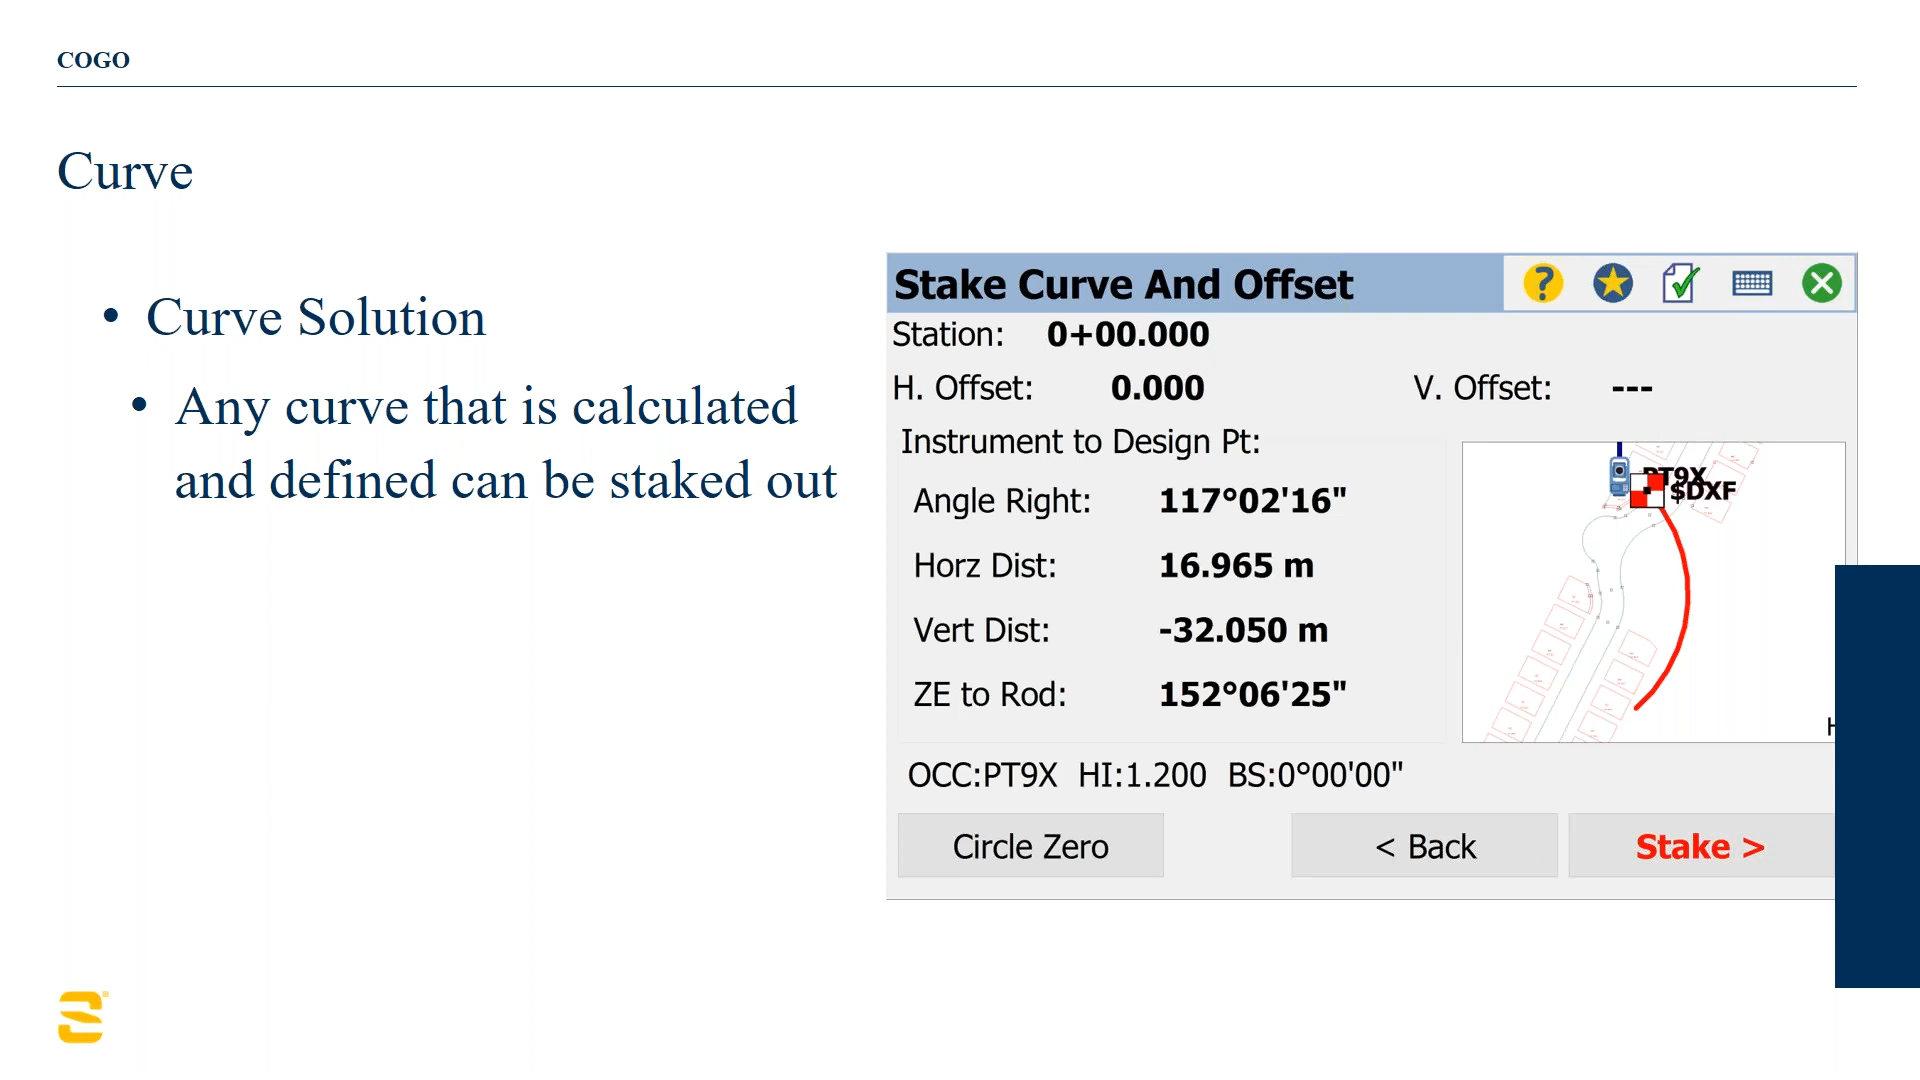 COGO
Curve
• Curve Solution
• Any curve that is calculated
and defined can be staked out
Stake Curve And Offset
Station: 0+00.000
H. Offset: 0.000 V. Offset: ---
Instrument to Design Pt:
Angle Right: 117°02'16"
Horz Dist: 16.965 m
Vert Dist: -32.050 m
ZE to Rod: 152°06'25"
PT9X
$DXF
OCC:PT9X HI:1.200 BS:0°00'00"
Circle Zero
< Back
Stake >